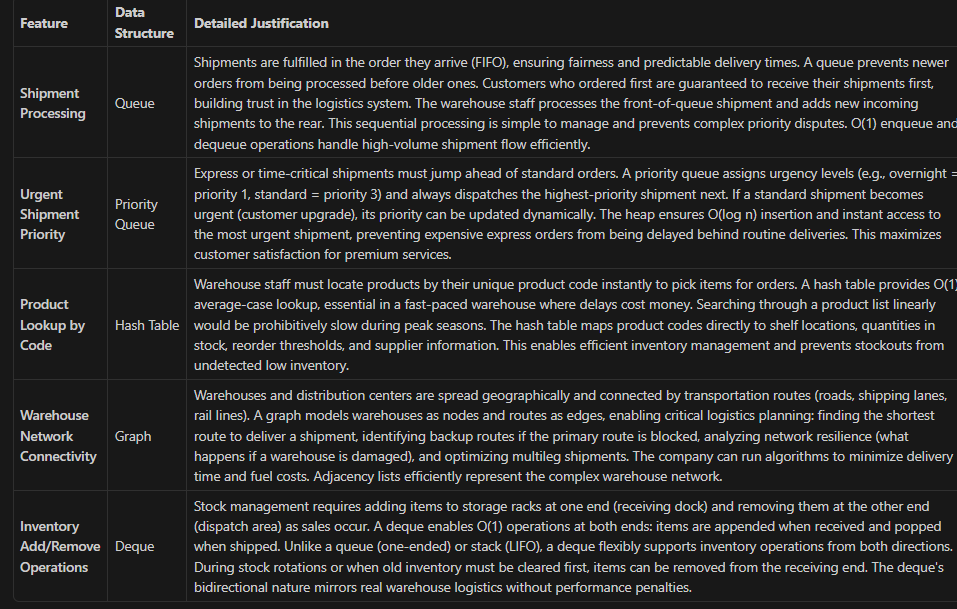 Feature
Data
Structure
Detailed Justification
Shipment
Processing
Queue
Shipments are fulfilled in the order they arrive (FIFO), ensuring fairness and predictable delivery times. A queue prevents newer
orders from being processed before older ones. Customers who ordered first are guaranteed to receive their shipments first,
building trust in the logistics system. The warehouse staff processes the front-of-queue shipment and adds new incoming
shipments to the rear. This sequential processing is simple to manage and prevents complex priority disputes. O(1) enqueue and
dequeue operations handle high-volume shipment flow efficiently.
Urgent
Shipment
Priority
Priority
Queue
Express or time-critical shipments must jump ahead of standard orders. A priority queue assigns urgency levels (e.g., overnight =
priority 1, standard = priority 3) and always dispatches the highest-priority shipment next. If a standard shipment becomes
urgent (customer upgrade), its priority can be updated dynamically. The heap ensures O(log n) insertion and instant access to
the most urgent shipment, preventing expensive express orders from being delayed behind routine deliveries. This maximizes
customer satisfaction for premium services.
Product
Lookup by
Code
Hash Table
Warehouse staff must locate products by their unique product code instantly to pick items for orders. A hash table provides O(1)
average-case lookup, essential in a fast-paced warehouse where delays cost money. Searching through a product list linearly
would be prohibitively slow during peak seasons. The hash table maps product codes directly to shelf locations, quantities in
stock, reorder thresholds, and supplier information. This enables efficient inventory management and prevents stockouts from
undetected low inventory.
Warehouse
Network
Connectivity
Graph
Warehouses and distribution centers are spread geographically and connected by transportation routes (roads, shipping lanes,
rail lines). A graph models warehouses as nodes and routes as edges, enabling critical logistics planning: finding the shortest
route to deliver a shipment, identifying backup routes if the primary route is blocked, analyzing network resilience (what
happens if a warehouse is damaged), and optimizing multileg shipments. The company can run algorithms to minimize delivery
time and fuel costs. Adjacency lists efficiently represent the complex warehouse network.
Inventory
Add/Remove
Operations
Deque
Stock management requires adding items to storage racks at one end (receiving dock) and removing them at the other end
(dispatch area) as sales occur. A deque enables O(1) operations at both ends: items are appended when received and popped
when shipped. Unlike a queue (one-ended) or stack (LIFO), a deque flexibly supports inventory operations from both directions.
During stock rotations or when old inventory must be cleared first, items can be removed from the receiving end. The deque's
bidirectional nature mirrors real warehouse logistics without performance penalties.